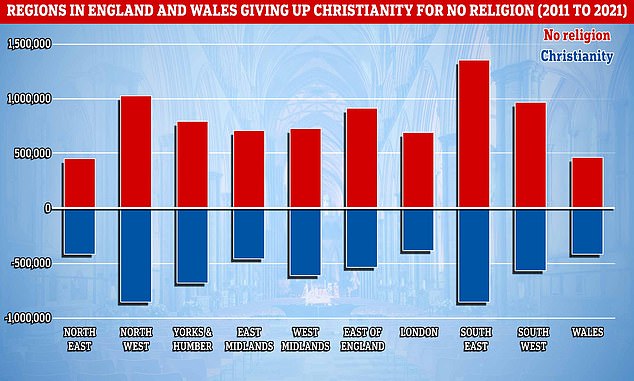 REGIONS IN ENGLAND AND WALES GIVING UP CHRISTIANITY FOR NO RELIGION (2011 TO 2021)
No religion
Christianity
1,500,000
1,000,000
500,000
0
-500,000
-1,000,000
NORTH EAST
NORTH WEST
YORKS & HUMBER
EAST MIDLANDS
WEST MIDLANDS
EAST OF ENGLAND
LONDON
SOUTH EAST
SOUTH WEST
WALES